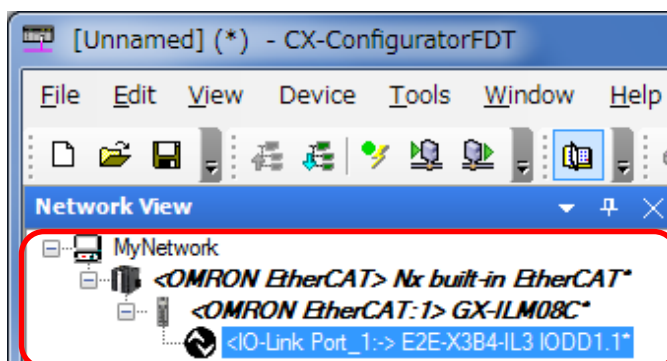 [Unnamed] (*) - CX-ConfiguratorFDT
File Edit View Device Tools Window Help
Network View
MyNetwork
<OMRON EtherCAT> Nx built-in EtherCAT*
<OMRON EtherCAT:1> GX-ILM08C*
<IO-Link Port_1:-> E2E-X3B4-IL3 IODD1.1*